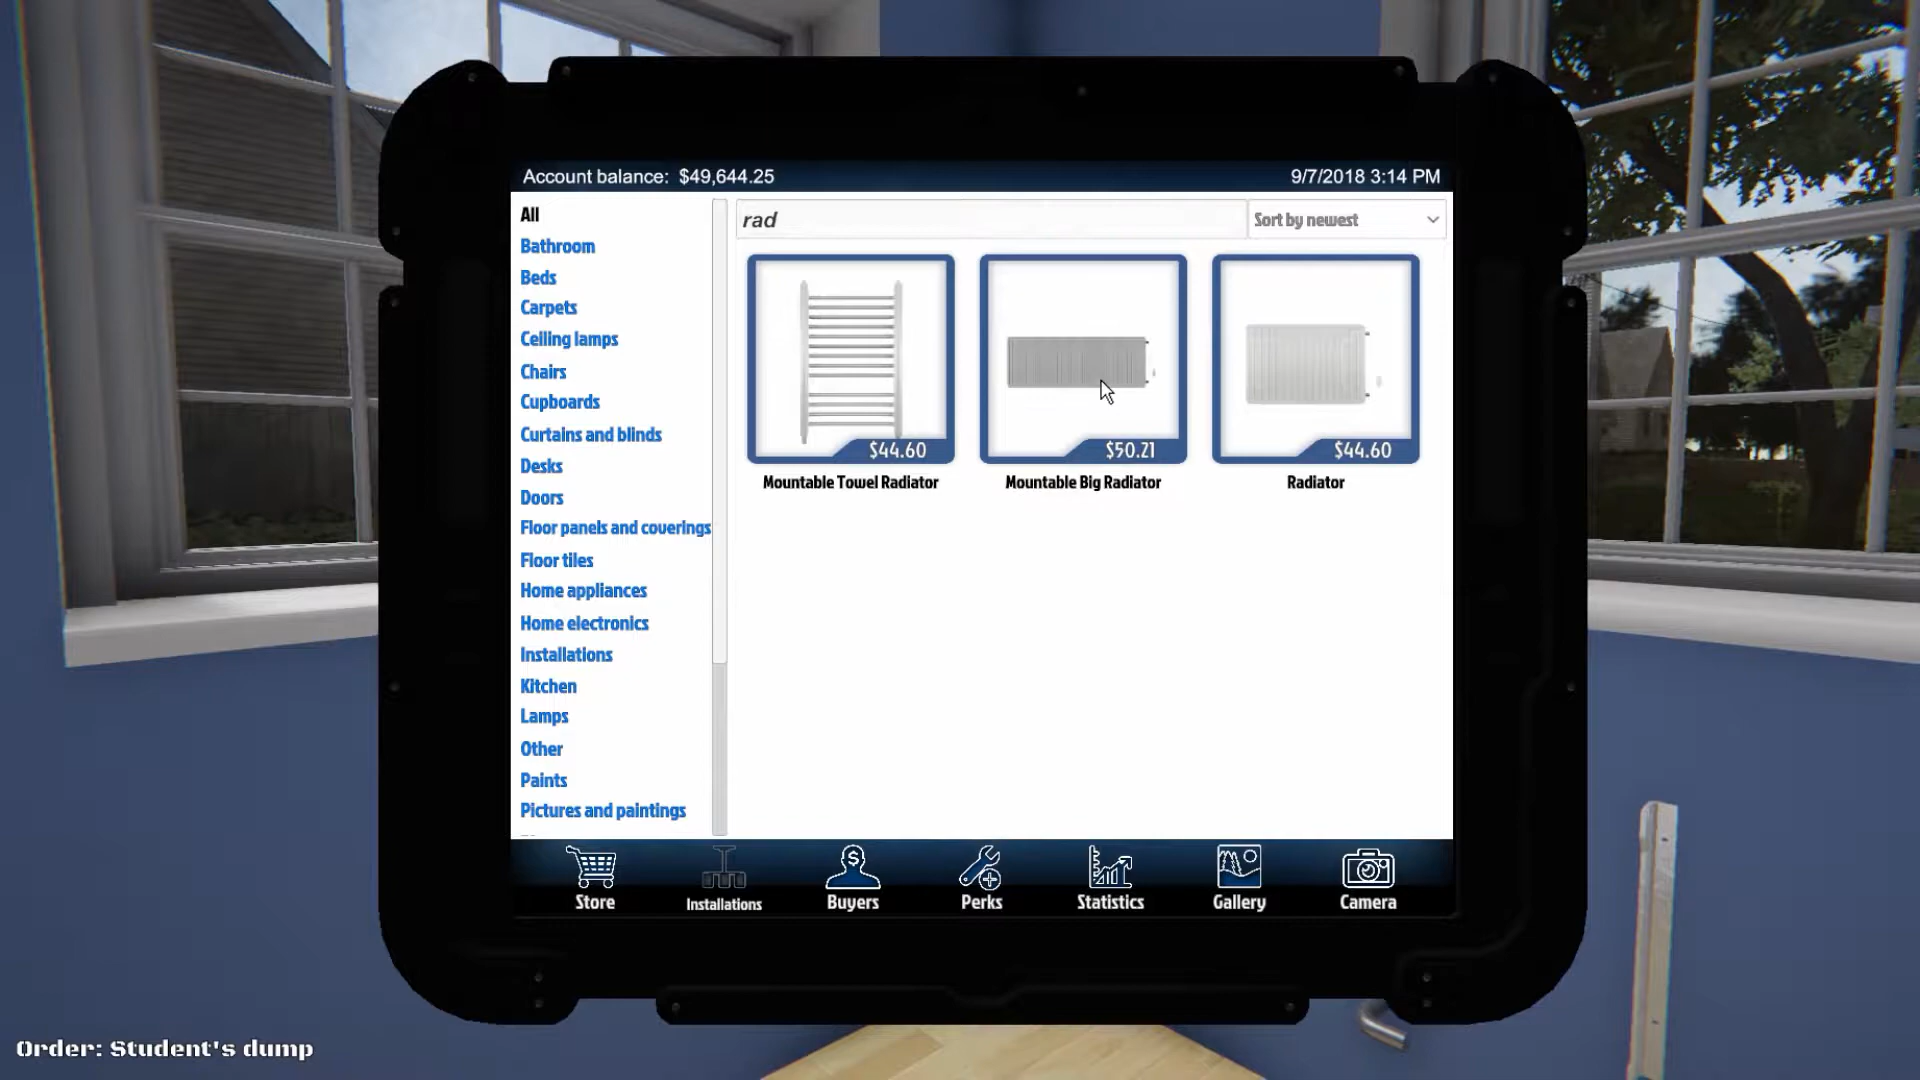 Account balance: $49,644.25
9/7/2018 3:14 PM
All
Bathroom
Beds
Carpets
Ceiling lamps
Chairs
Cupboards
Curtains and blinds
Desks
Doors
Floor panels and coverings
Floor tiles
Home appliances
Home electronics
Installations
Kitchen
Lamps
Other
Paints
Pictures and paintings
rad
Sort by newest
$44.60
Mountable Towel Radiator
$50.21
Mountable Big Radiator
$44.60
Radiator
Store
Installations
Buyers
Perks
Statistics
Gallery
Camera
Order: Student's dump